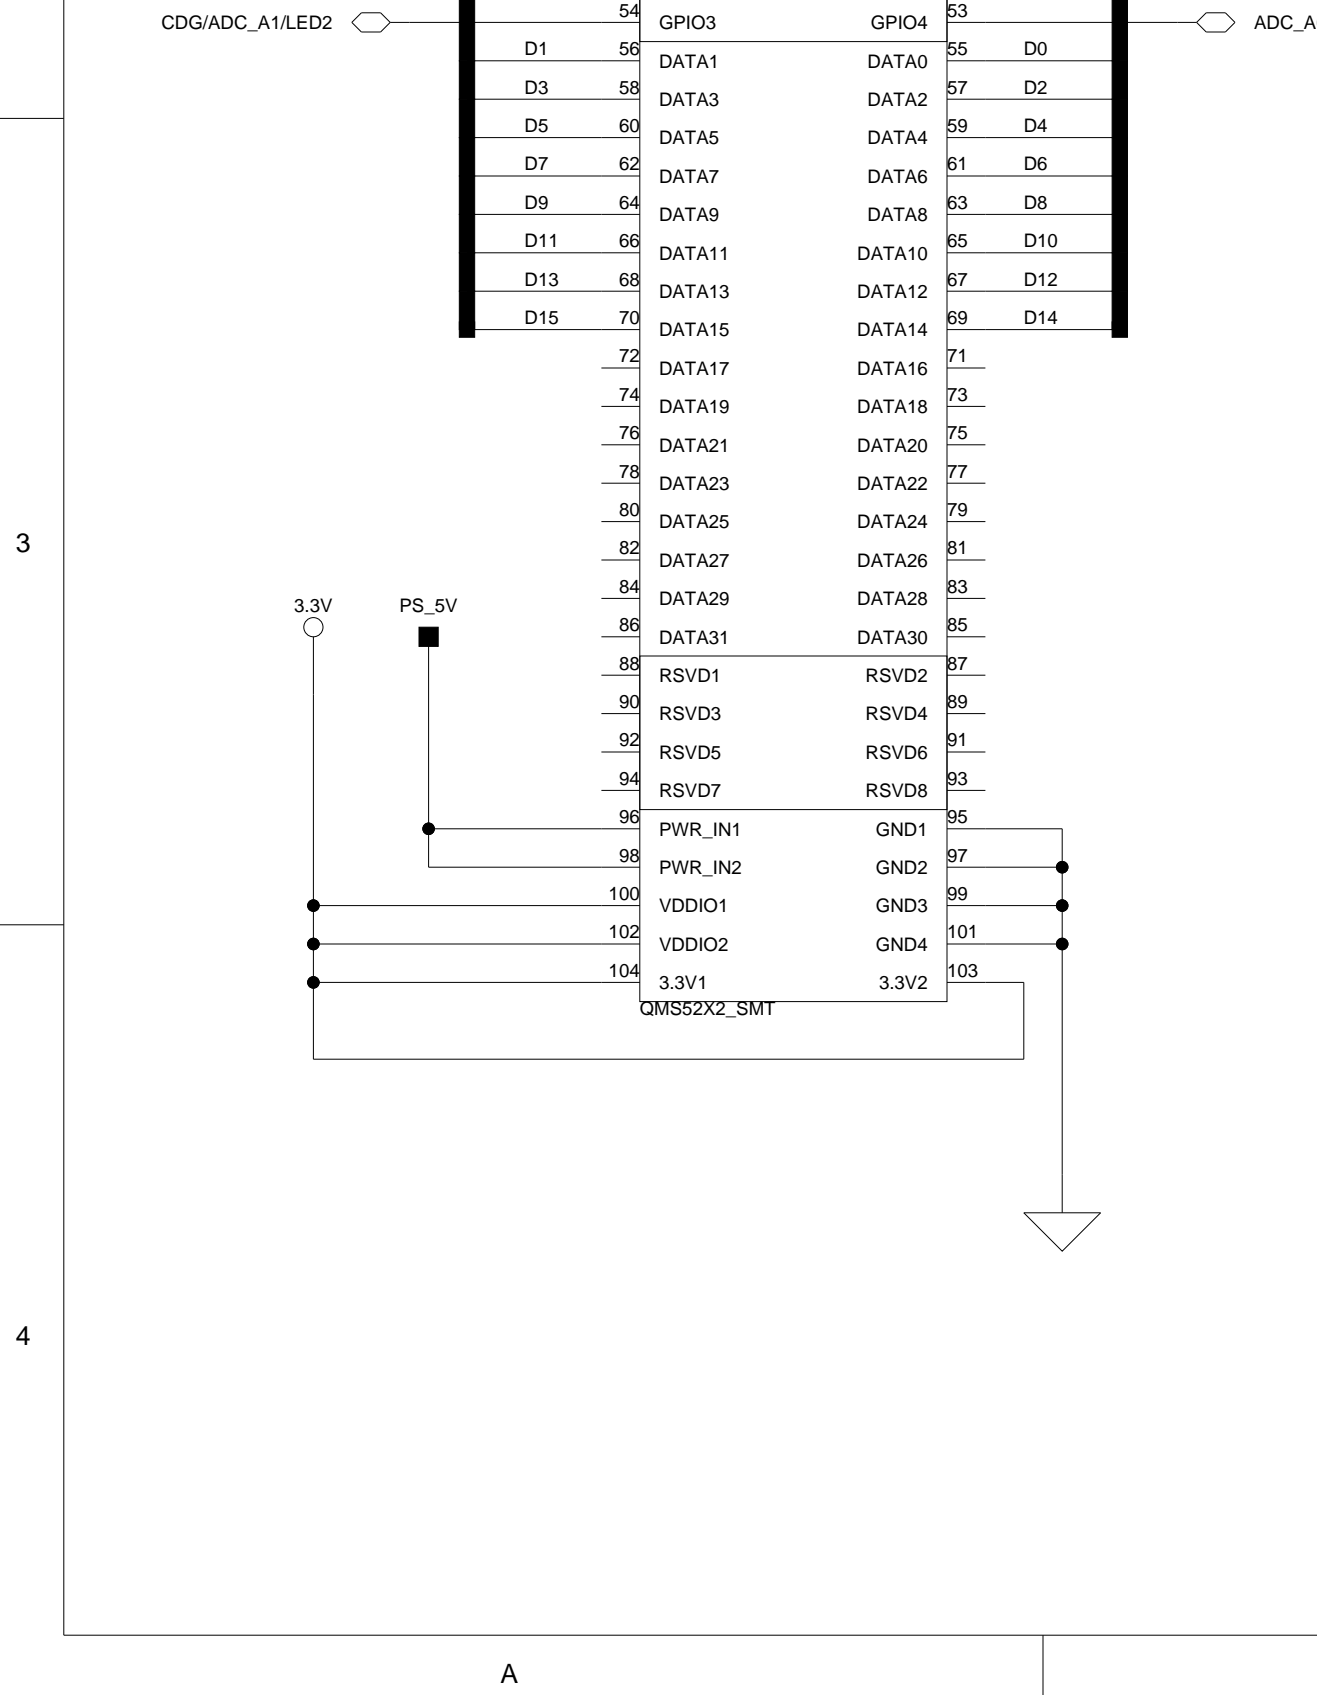 54 53
CDG/ADC_A1/LED2 GPIO3 GPIO4 ADC_A
D1 56 DATA1 DATA0 55 D0
D3 58 DATA3 DATA2 57 D2
D5 60 DATA5 DATA4 59 D4
D7 62 DATA7 DATA6 61 D6
D9 64 DATA9 DATA8 63 D8
D11 66 DATA11 DATA10 65 D10
D13 68 DATA13 DATA12 67 D12
D15 70 DATA15 DATA14 69 D14
72 DATA17 DATA16 71
74 DATA19 DATA18 73
76 DATA21 DATA20 75
78 DATA23 DATA22 77
80 DATA25 DATA24 79
3
82 DATA27 DATA26 81
84 DATA29 DATA28 83
3.3V PS_5V
86 DATA31 DATA30 85
88 RSVD1 RSVD2 87
90 RSVD3 RSVD4 89
92 RSVD5 RSVD6 91
94 RSVD7 RSVD8 93
96 PWR_IN1 GND1 95
98 PWR_IN2 GND2 97
100 VDDIO1 GND3 99
102 VDDIO2 GND4 101
104 3.3V1 3.3V2 103
QMS52X2_SMT
4
A